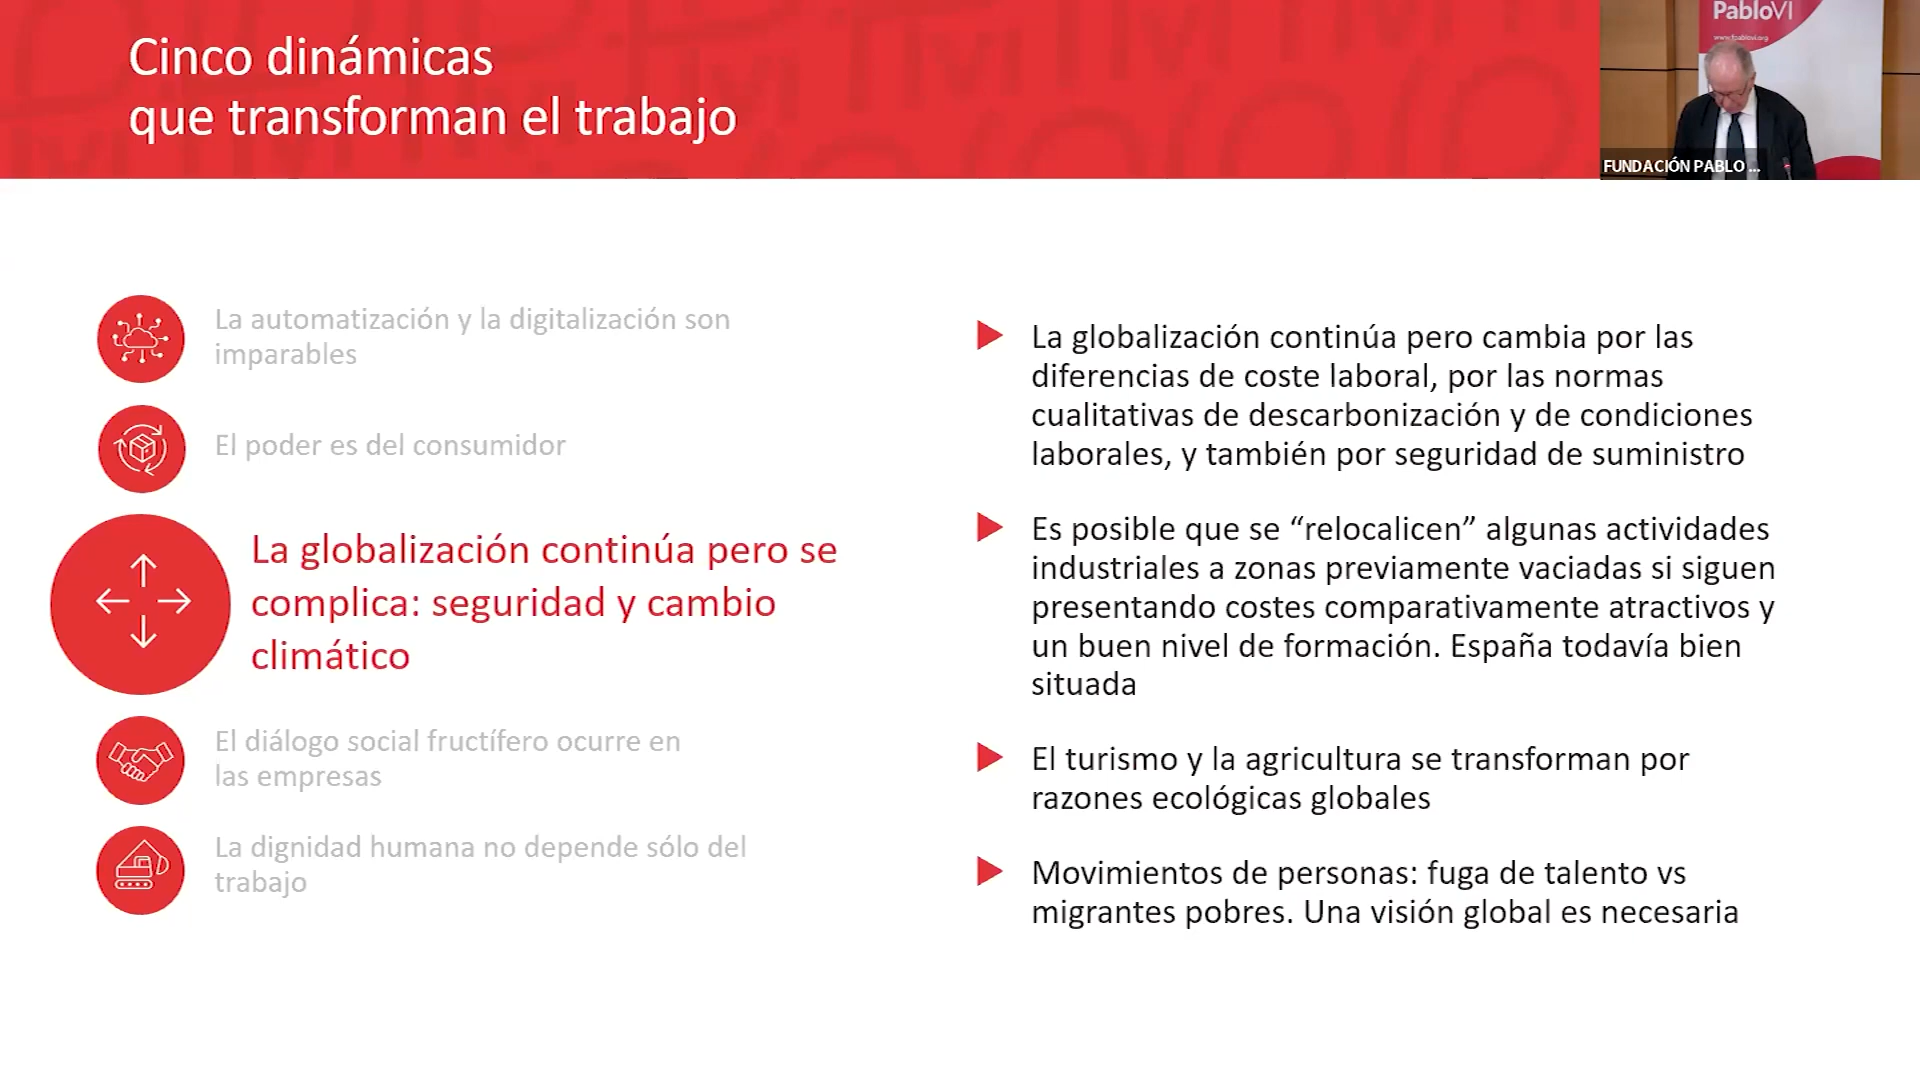 Cinco dinámicas
que transforman el trabajo
PabloVI
www.fpablovi.org
FUNDACIÓN PABLO ...
La automatización y la digitalización son
imparables
El poder es del consumidor
La globalización continúa pero se
complica: seguridad y cambio
climático
El diálogo social fructífero ocurre en
las empresas
La dignidad humana no depende sólo del
trabajo
La globalización continúa pero cambia por las
diferencias de coste laboral, por las normas
cualitativas de descarbonización y de condiciones
laborales, y también por seguridad de suministro
Es posible que se “relocalicen” algunas actividades
industriales a zonas previamente vaciadas si siguen
presentando costes comparativamente atractivos y
un buen nivel de formación. España todavía bien
situada
El turismo y la agricultura se transforman por
razones ecológicas globales
Movimientos de personas: fuga de talento vs
migrantes pobres. Una visión global es necesaria